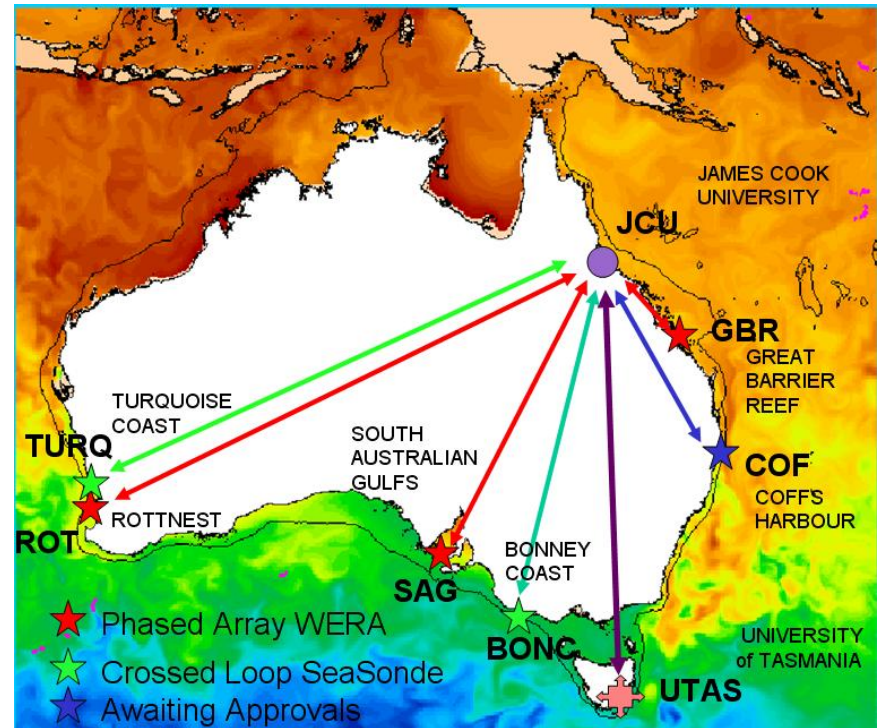 JAMES COOK
UNIVERSITY
JCU
GBR
GREAT
BARRIER
REEF
TURQUOISE
COAST
TURQ
SOUTH
AUSTRALIAN
GULFS
COF
COFFS
HARBOUR
ROTTNEST
ROT
SAG
BONNEY
COAST
BONC
UNIVERSITY
of TASMANIA
UTAS
Phased Array WERA
Crossed Loop SeaSonde
Awaiting Approvals